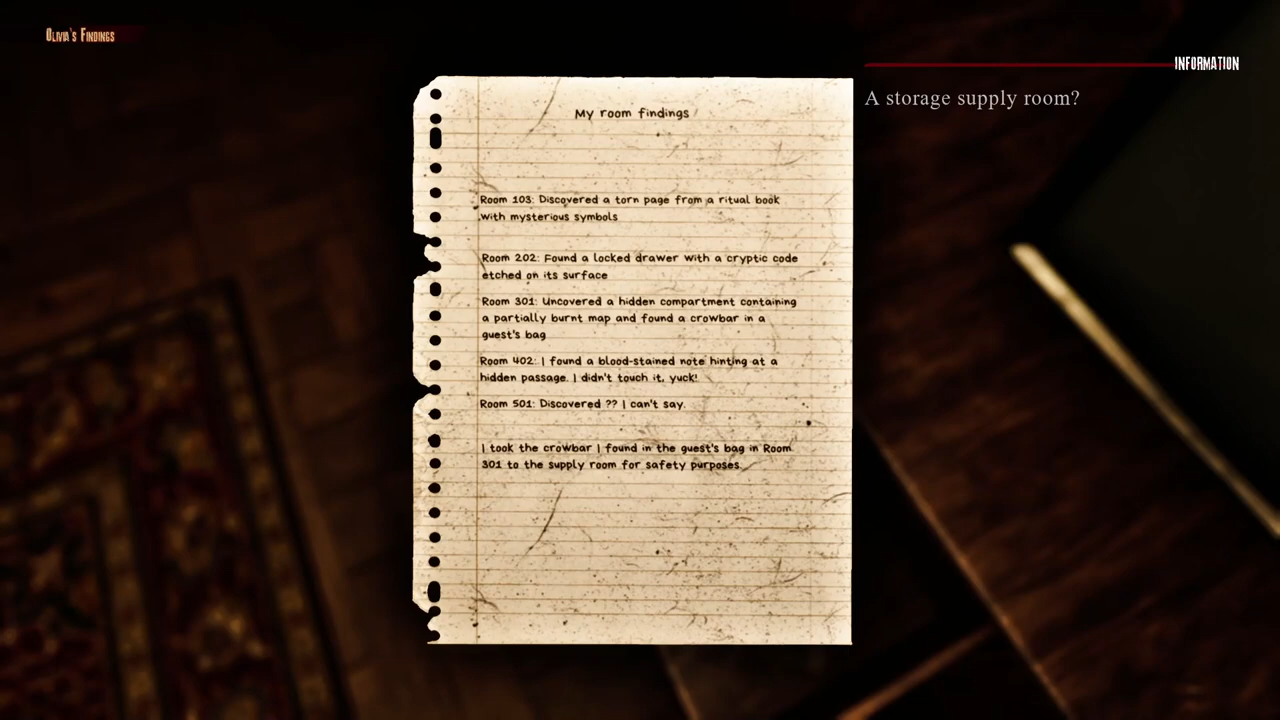 Olivia's Findings
INFORMATION
A storage supply room?
My room findings
Room 103: Discovered a torn page from a ritual book
with mysterious symbols
Room 202: Found a locked drawer with a cryptic code
etched on its surface
Room 301: Uncovered a hidden compartment containing
a partially burnt map and found a crowbar in a
guest's bag
Room 402: I found a blood-stained note hinting at a
hidden passage. I didn't touch it, yuck!
Room 501: Discovered ?? I can't say.
I took the crowbar I found in the guest's bag in Room
301 to the supply room for safety purposes.